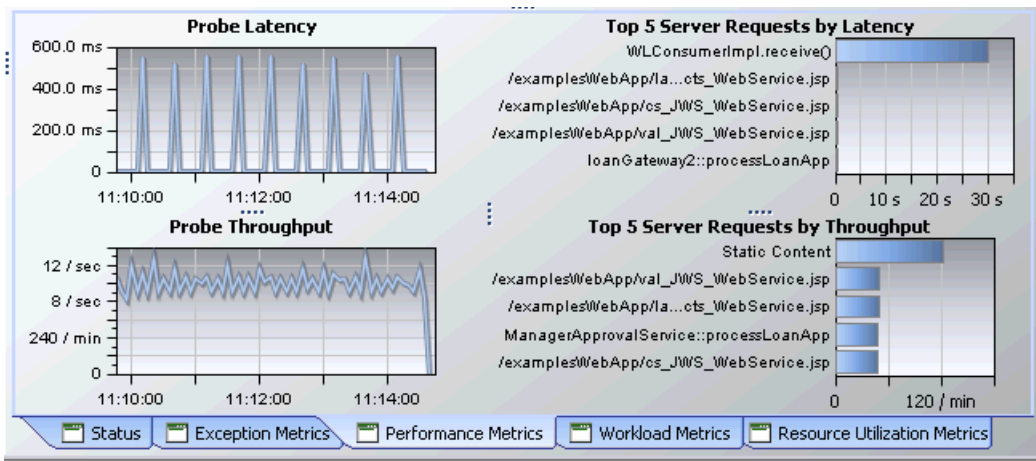 Probe Latency
600.0 ms
400.0 ms
200.0 ms
0
11:10:00 11:12:00 11:14:00
Top 5 Server Requests by Latency
WLConsumerImpl.receive()
/examplesWebApp/la...cts_WebService.jsp
/examplesWebApp/cs_JWS_WebService.jsp
/examplesWebApp/val_JWS_WebService.jsp
loanGateway2::processLoanApp
0 10 s 20 s 30 s
Probe Throughput
12 / sec
8 / sec
240 / min
0
11:10:00 11:12:00 11:14:00
Top 5 Server Requests by Throughput
Static Content
/examplesWebApp/val_JWS_WebService.jsp
/examplesWebApp/la...cts_WebService.jsp
ManagerApprovalService::processLoanApp
/examplesWebApp/cs_JWS_WebService.jsp
0 120 / min
Status Exception Metrics Performance Metrics Workload Metrics Resource Utilization Metrics